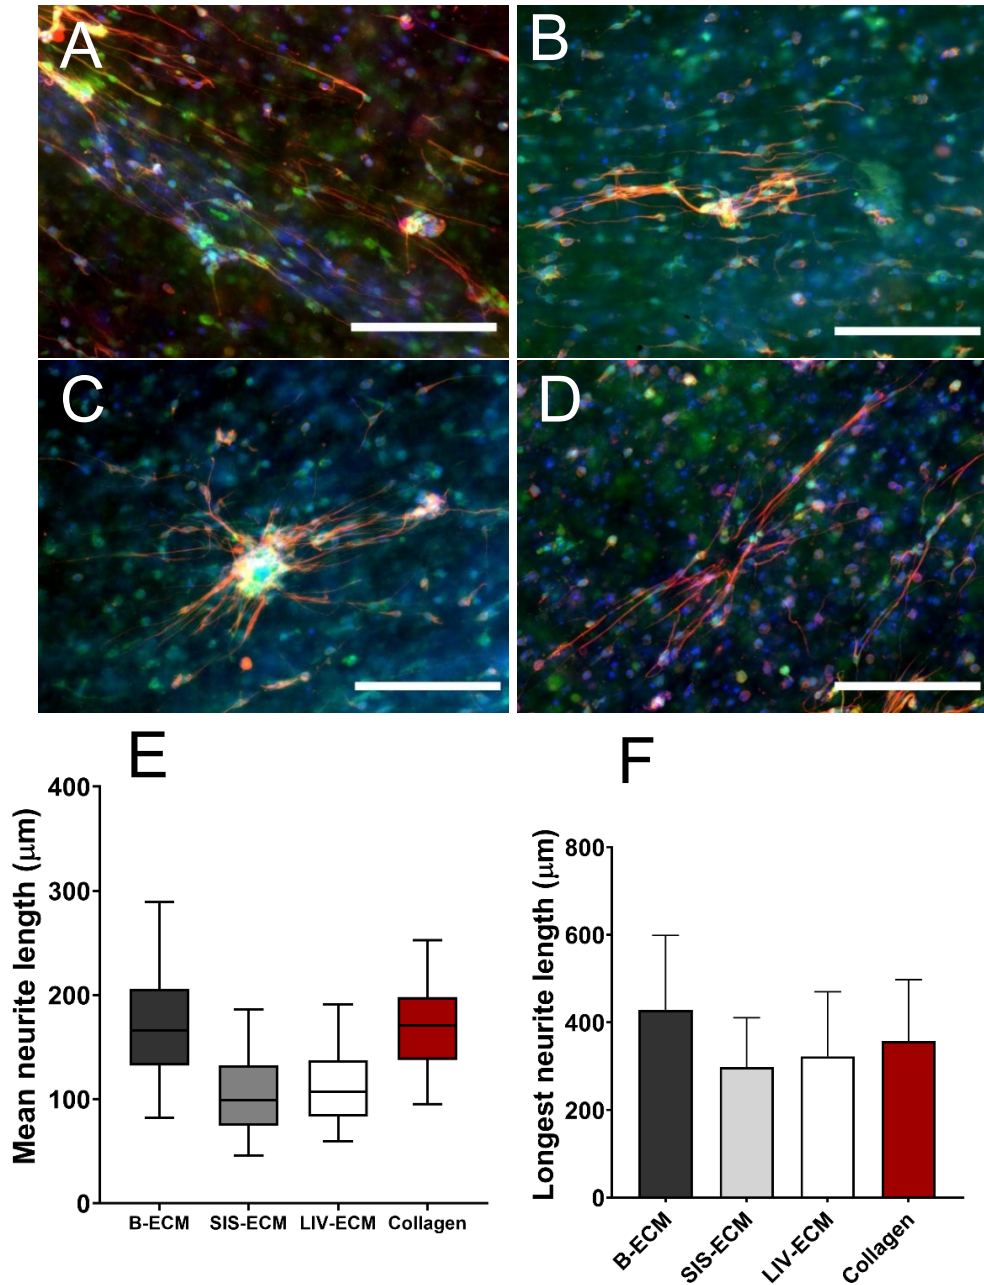 A
B
C
D
E
F
Mean neurite length (μm)
400
300
200
100
0
B-ECM SIS-ECM LIV-ECM Collagen
Longest neurite length (μm)
800
600
400
200
0
B-ECM
SIS-ECM
LIV-ECM
Collagen